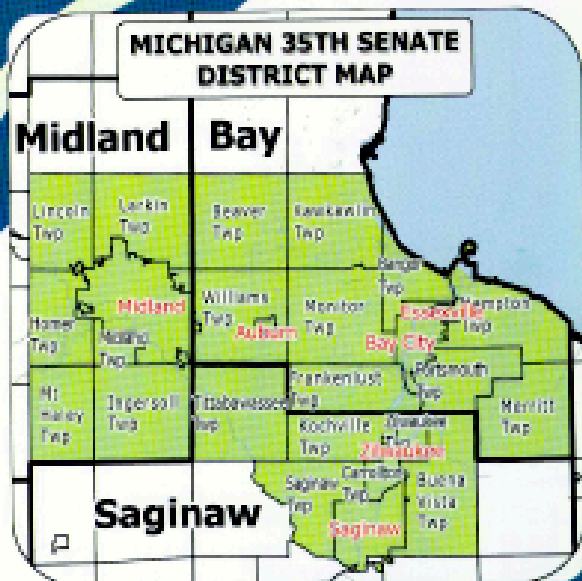 MICHIGAN 35TH SENATE
DISTRICT MAP
Midland Bay
Lincoln
Twp
Larkin
Twp
Beaver
Twp
Kawkawlin
Twp
Bangor
Twp
Homer
Twp
Midland
Midland
Twp
Williams
Twp
Auburn
Monitor
Twp
Essexville
Hampton
Twp
Bay City
Portsmouth
Twp
Mt
Haley
Twp
Ingersoll
Twp
Tittabawassee
Twp
Frankenlust
Twp
Merritt
Twp
Kochville
Twp
Zilwaukee
Twp
Zilwaukee
Saginaw
Saginaw
Twp
Carrollton
Twp
Buena
Vista
Twp
Saginaw